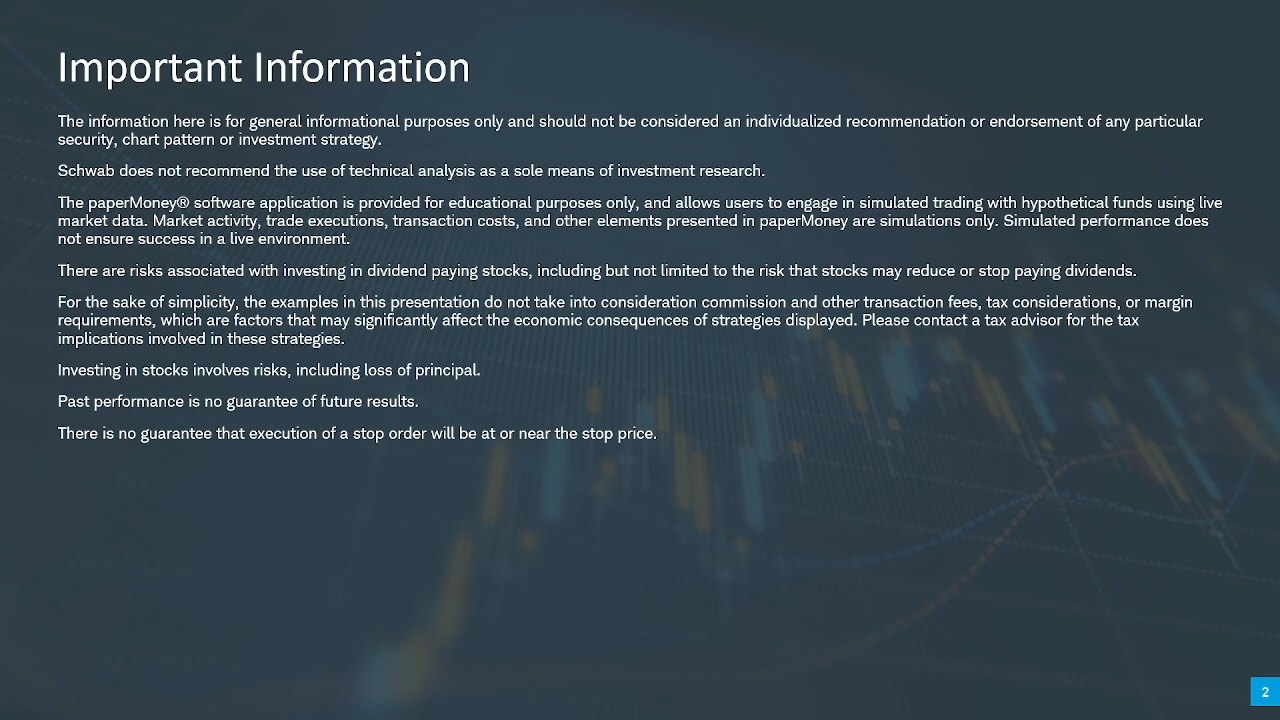 Important Information
The information here is for general informational purposes only and should not be considered an individualized recommendation or endorsement of any particular
security, chart pattern or investment strategy.
Schwab does not recommend the use of technical analysis as a sole means of investment research.
The paperMoney® software application is provided for educational purposes only, and allows users to engage in simulated trading with hypothetical funds using live
market data. Market activity, trade executions, transaction costs, and other elements presented in paperMoney are simulations only. Simulated performance does
not ensure success in a live environment.
There are risks associated with investing in dividend paying stocks, including but not limited to the risk that stocks may reduce or stop paying dividends.
For the sake of simplicity, the examples in this presentation do not take into consideration commission and other transaction fees, tax considerations, or margin
requirements, which are factors that may significantly affect the economic consequences of strategies displayed. Please contact a tax advisor for the tax
implications involved in these strategies.
Investing in stocks involves risks, including loss of principal.
Past performance is no guarantee of future results.
There is no guarantee that execution of a stop order will be at or near the stop price.
2